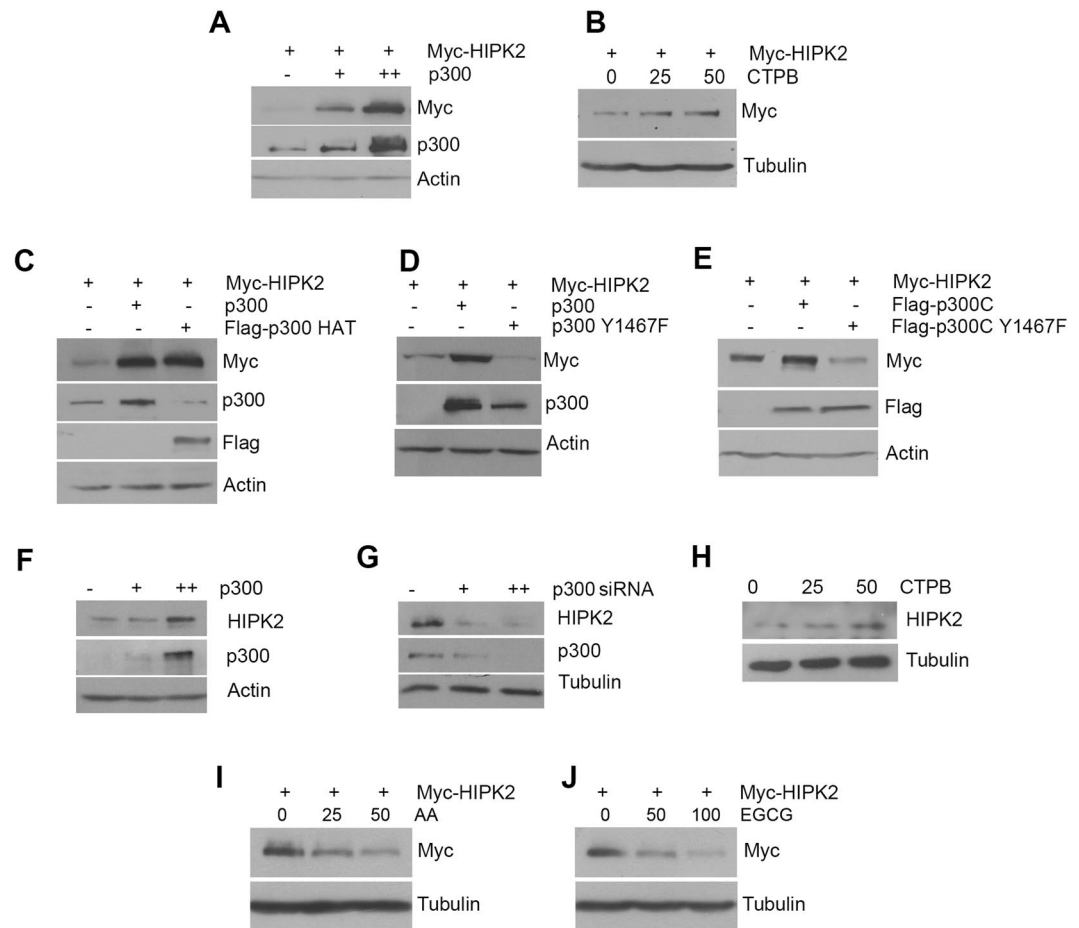 A
+ + + Myc-HIPK2
- + ++ p300
Myc
p300
Actin
B
+ + + Myc-HIPK2
0 25 50 CTPB
Myc
Tubulin
C
+ + + Myc-HIPK2
- + - p300
- - + Flag-p300 HAT
Myc
p300
Flag
Actin
D
+ + + Myc-HIPK2
- + p300
- + p300 Y1467F
Myc
p300
Actin
E
+ + + Myc-HIPK2
- + - Flag-p300C
- - + Flag-p300C Y1467F
Myc
Flag
Actin
F
- + ++ p300
HIPK2
p300
Actin
G
- + ++ p300 siRNA
HIPK2
p300
Tubulin
H
0 25 50 CTPB
HIPK2
Tubulin
I
+ + + Myc-HIPK2
0 25 50 AA
Myc
Tubulin
J
+ + + Myc-HIPK2
0 50 100 EGCG
Myc
Tubulin